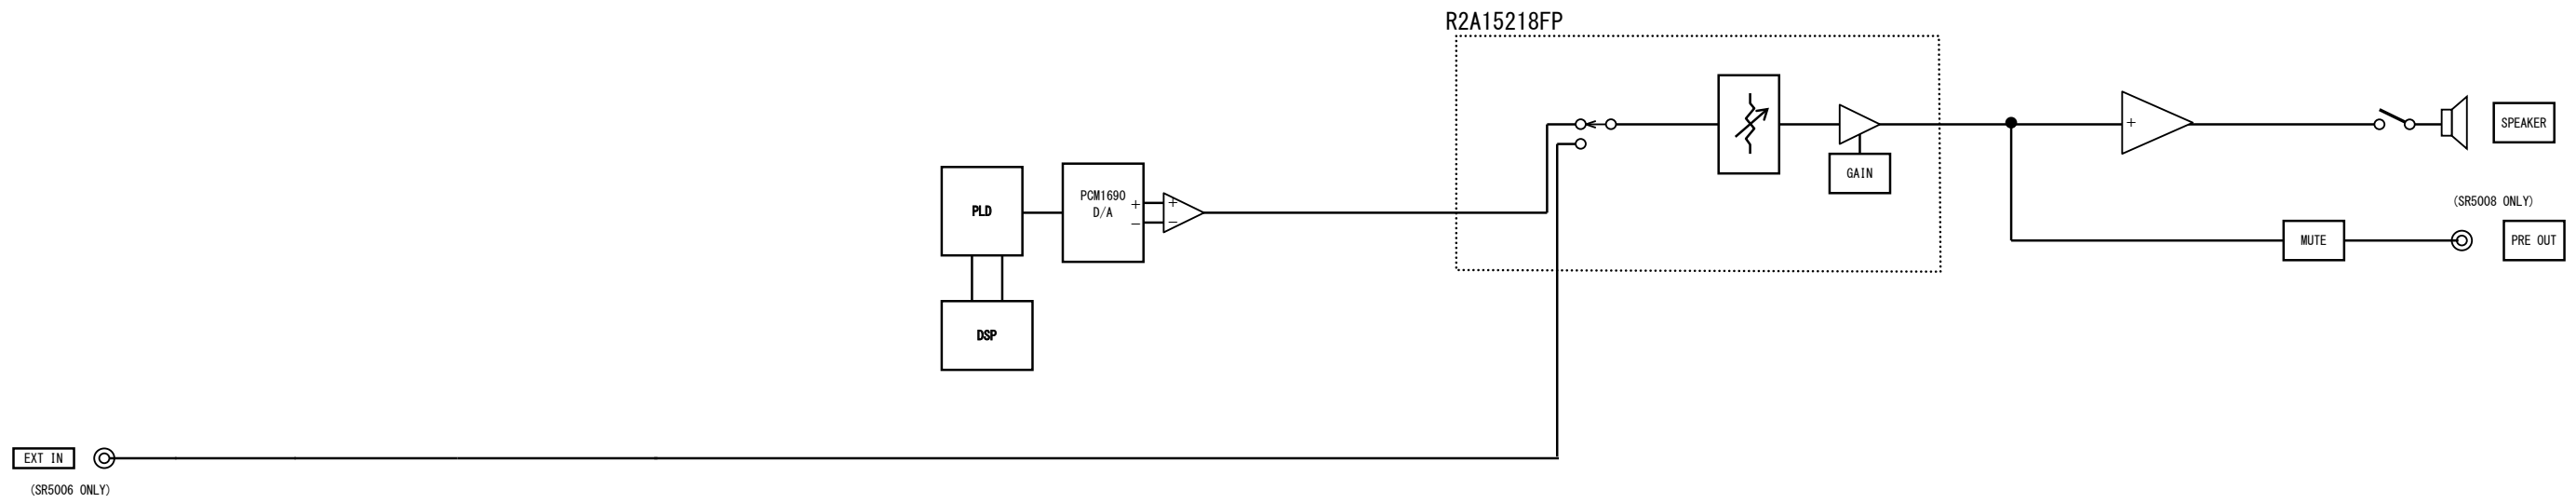 R2A15218FP
SPEAKER
GAIN
PCM1690
D/A
+
+
+
−
−
PLD
(SR5008 ONLY)
MUTE
PRE OUT
DSP
EXT IN
(SR5006 ONLY)